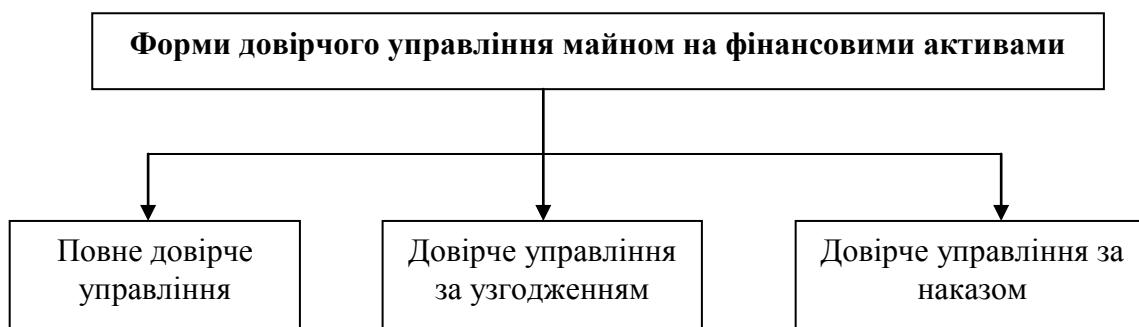 Форми довірчого управління майном на фінансовими активами
Повне довірче
управління
Довірче управління
за узгодженням
Довірче управління за
наказом